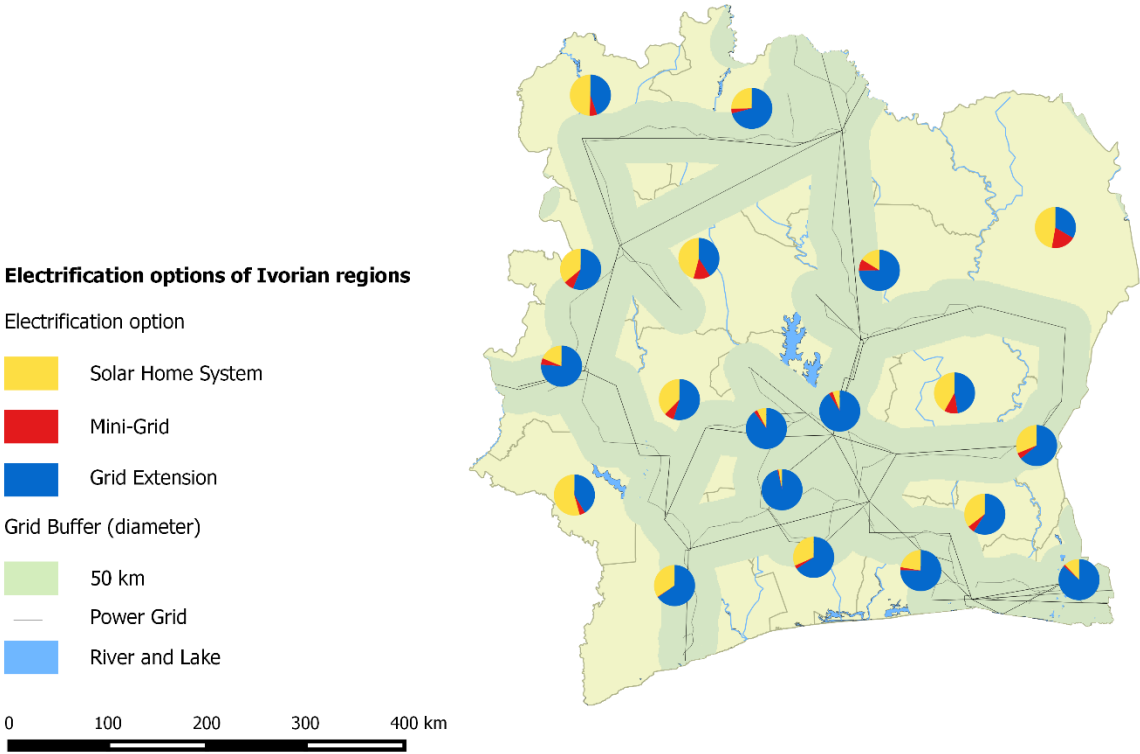 Electrification options of Ivorian regions
Electrification option
Solar Home System
Mini-Grid
Grid Extension
Grid Buffer (diameter)
50 km
Power Grid
River and Lake
0 100 200 300 400 km